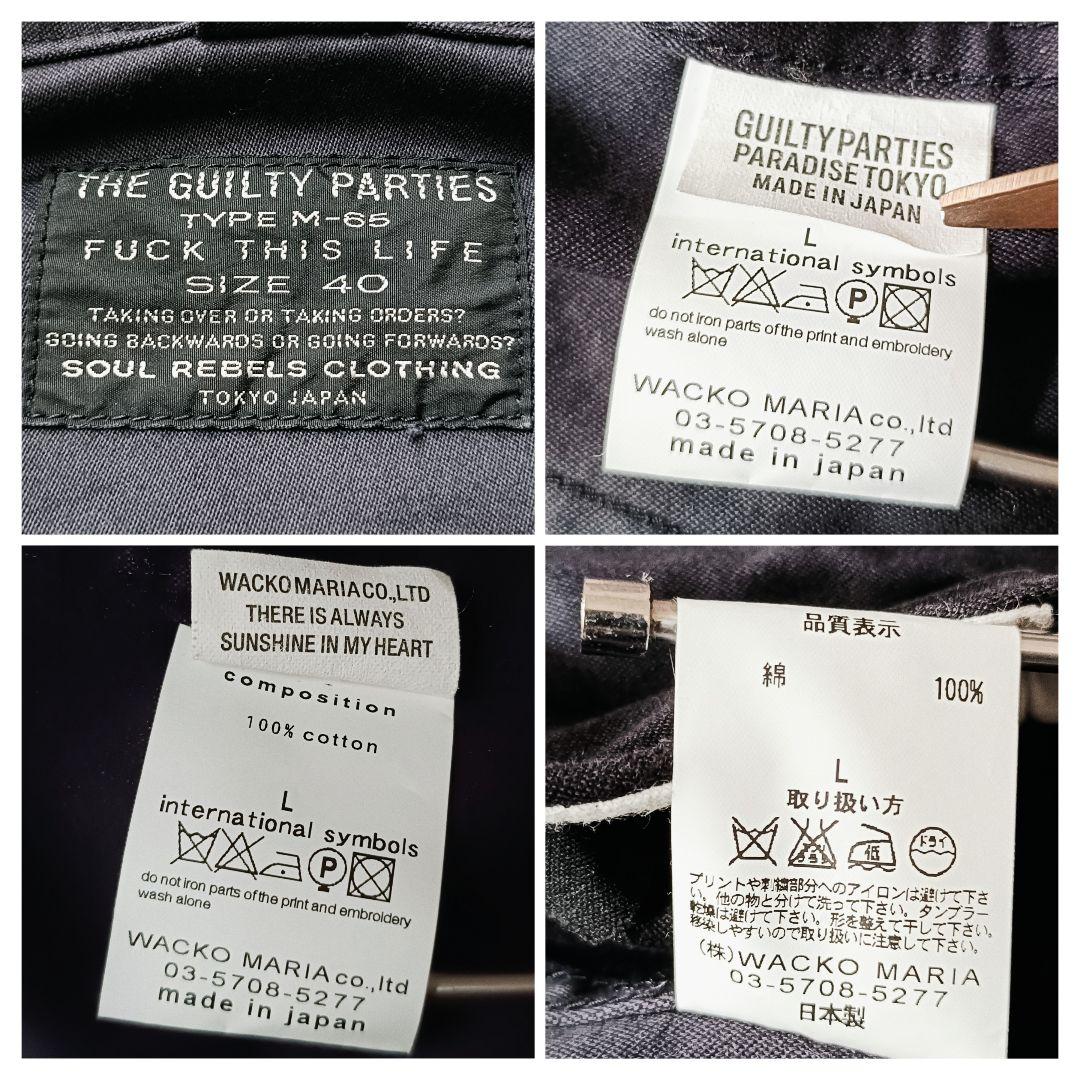 THE GUILTY PARTIES
TYPE M-65
FUCK THIS LIFE
SIZE 40
TAKING OVER OR TAKING ORDERS?
GOING BACKWARDS OR GOING FORWARDS?
SOUL REBELS CLOTHING
TOKYO JAPAN
GUILTY PARTIES
PARADISE TOKYO
MADE IN JAPAN
L
international symbols
P
do not iron parts of the print and embroidery
wash alone
WACKO MARIA co.,ltd
03-5708-5277
made in japan
WACKO MARIA CO.,LTD
THERE IS ALWAYS
SUNSHINE IN MY HEART
composition
100% cotton
L
international symbols
P
do not iron parts of the print and embroidery
wash alone
WACKO MARIA co.,ltd
03-5708-5277
made in japan
品質表示
綿 100%
L
取り扱い方
低 ドライ
プリントや刺繍部分へのアイロンは避けて下さ
い。他の物と分けて洗って下さい。タンブラー
乾燥は避けて下さい。形を整えて干して下さい。
移染しやすいので取り扱いに注意して下さい。
(株)WACKO MARIA
03-5708-5277
日本製